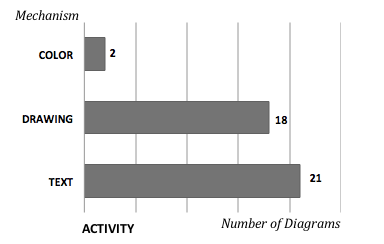 Mechanism
COLOR
2
DRAWING
18
TEXT
21
ACTIVITY
Number of Diagrams